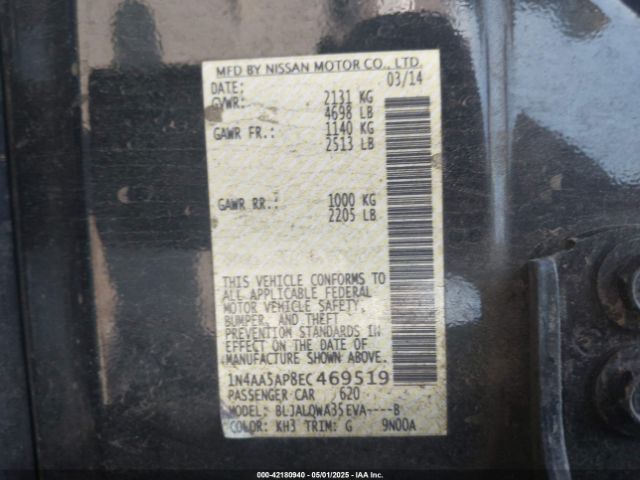 MFD BY NISSAN MOTOR CO., LTD.
DATE: 03/14
GVWR: 2131 KG
4698 LB
GAWR FR.: 1140 KG
2513 LB
GAWR RR.: 1000 KG
2205 LB
THIS VEHICLE CONFORMS TO
ALL APPLICABLE FEDERAL
MOTOR VEHICLE SAFETY,
BUMPER, AND THEFT
PREVENTION STANDARDS IN
EFFECT ON THE DATE OF
MANUFACTURE SHOWN ABOVE.
1N4AA5AP8EC469519
PASSENGER CAR 620
MODEL: BLJALQWA35EVA----B
COLOR: KH3 TRIM: G 9N00A
000-42180940 - 05/01/2025 - IAAI.COM